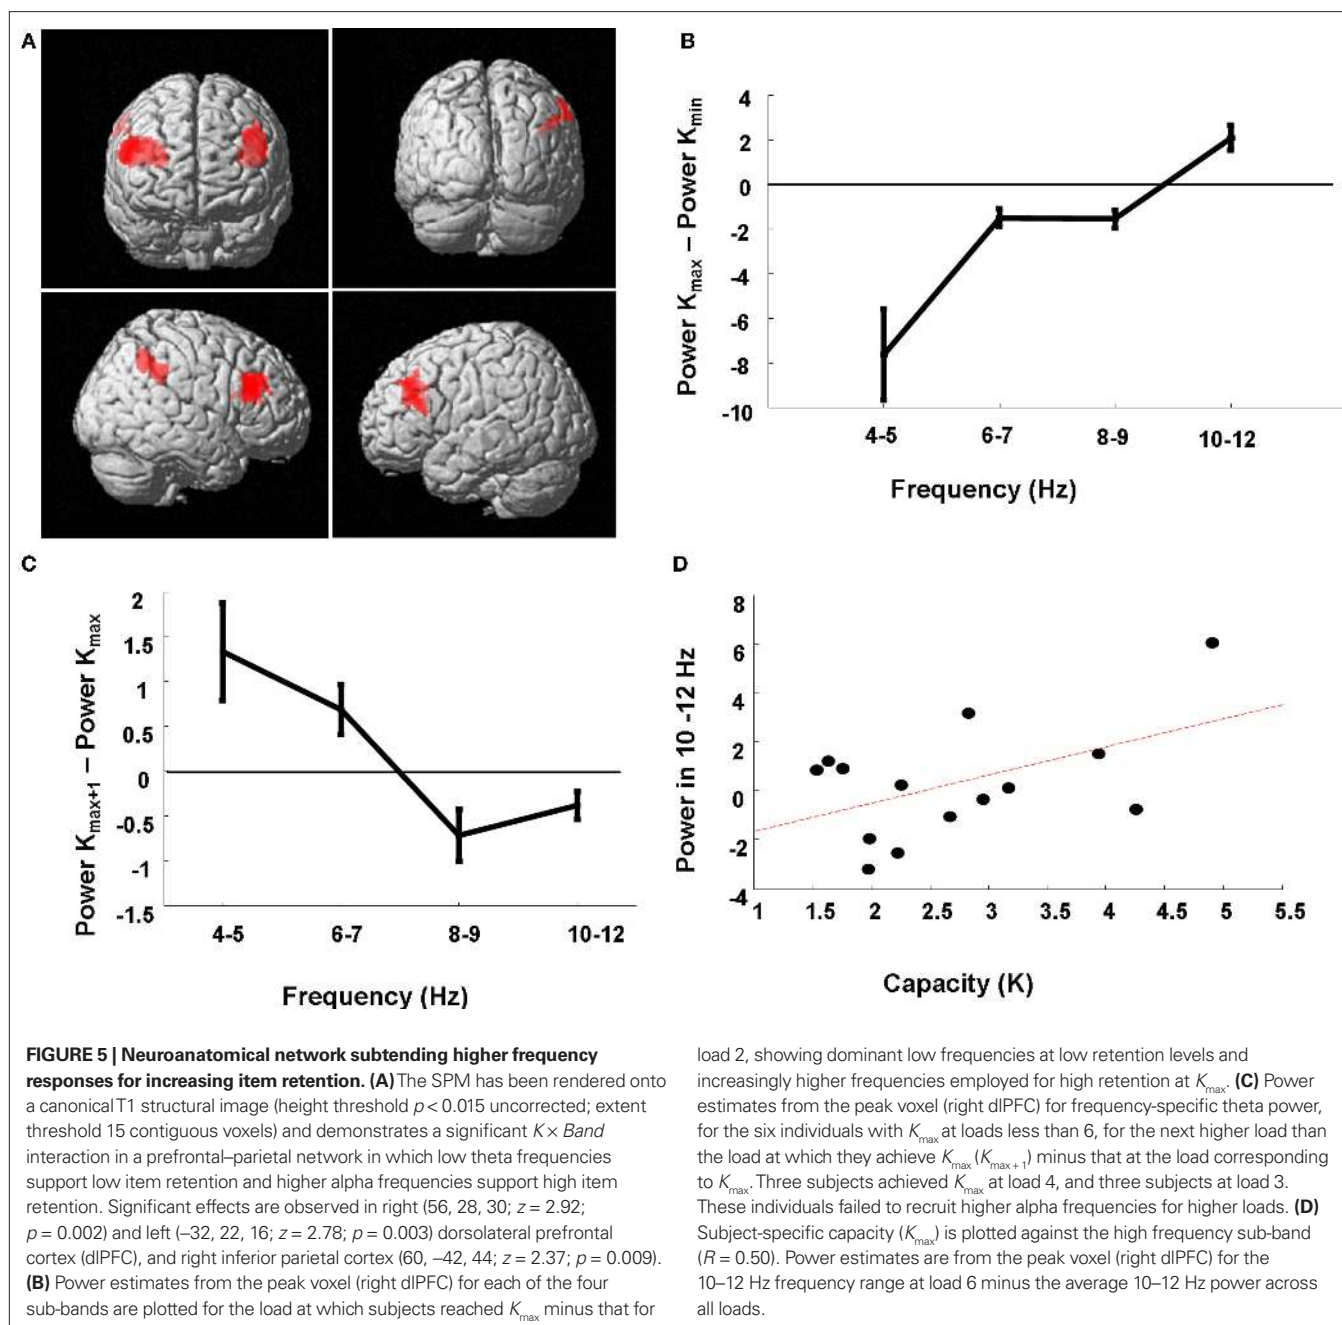 A
B
4
2
0
-2
-4
-6
-8
-10
Power Kmax – Power Kmin
4-5 6-7 8-9 10-12
Frequency (Hz)
C
2
1.5
1
0.5
0
-0.5
-1
-1.5
Power Kmax+1 – Power Kmax
4-5 6-7 8-9 10-12
Frequency (Hz)
D
8
6
4
2
0
-2
-4
Power in 10 -12 Hz
1 1.5 2 2.5 3 3.5 4 4.5 5 5.5
Capacity (K)
FIGURE 5 | Neuroanatomical network subtending higher frequency
responses for increasing item retention. (A) The SPM has been rendered onto
a canonical T1 structural image (height threshold p < 0.015 uncorrected; extent
threshold 15 contiguous voxels) and demonstrates a significant K × Band
interaction in a prefrontal–parietal network in which low theta frequencies
support low item retention and higher alpha frequencies support high item
retention. Significant effects are observed in right (56, 28, 30; z = 2.92;
p = 0.002) and left (–32, 22, 16; z = 2.78; p = 0.003) dorsolateral prefrontal
cortex (dlPFC), and right inferior parietal cortex (60, –42, 44; z = 2.37; p = 0.009).
(B) Power estimates from the peak voxel (right dlPFC) for each of the four
sub-bands are plotted for the load at which subjects reached Kmax minus that for
load 2, showing dominant low frequencies at low retention levels and
increasingly higher frequencies employed for high retention at Kmax. (C) Power
estimates from the peak voxel (right dlPFC) for frequency-specific theta power,
for the six individuals with Kmax at loads less than 6, for the next higher load than
the load at which they achieve Kmax (Kmax + 1) minus that at the load corresponding
to Kmax. Three subjects achieved Kmax at load 4, and three subjects at load 3.
These individuals failed to recruit higher alpha frequencies for higher loads. (D)
Subject-specific capacity (Kmax) is plotted against the high frequency sub-band
(R = 0.50). Power estimates are from the peak voxel (right dlPFC) for the
10–12 Hz frequency range at load 6 minus the average 10–12 Hz power across
all loads.